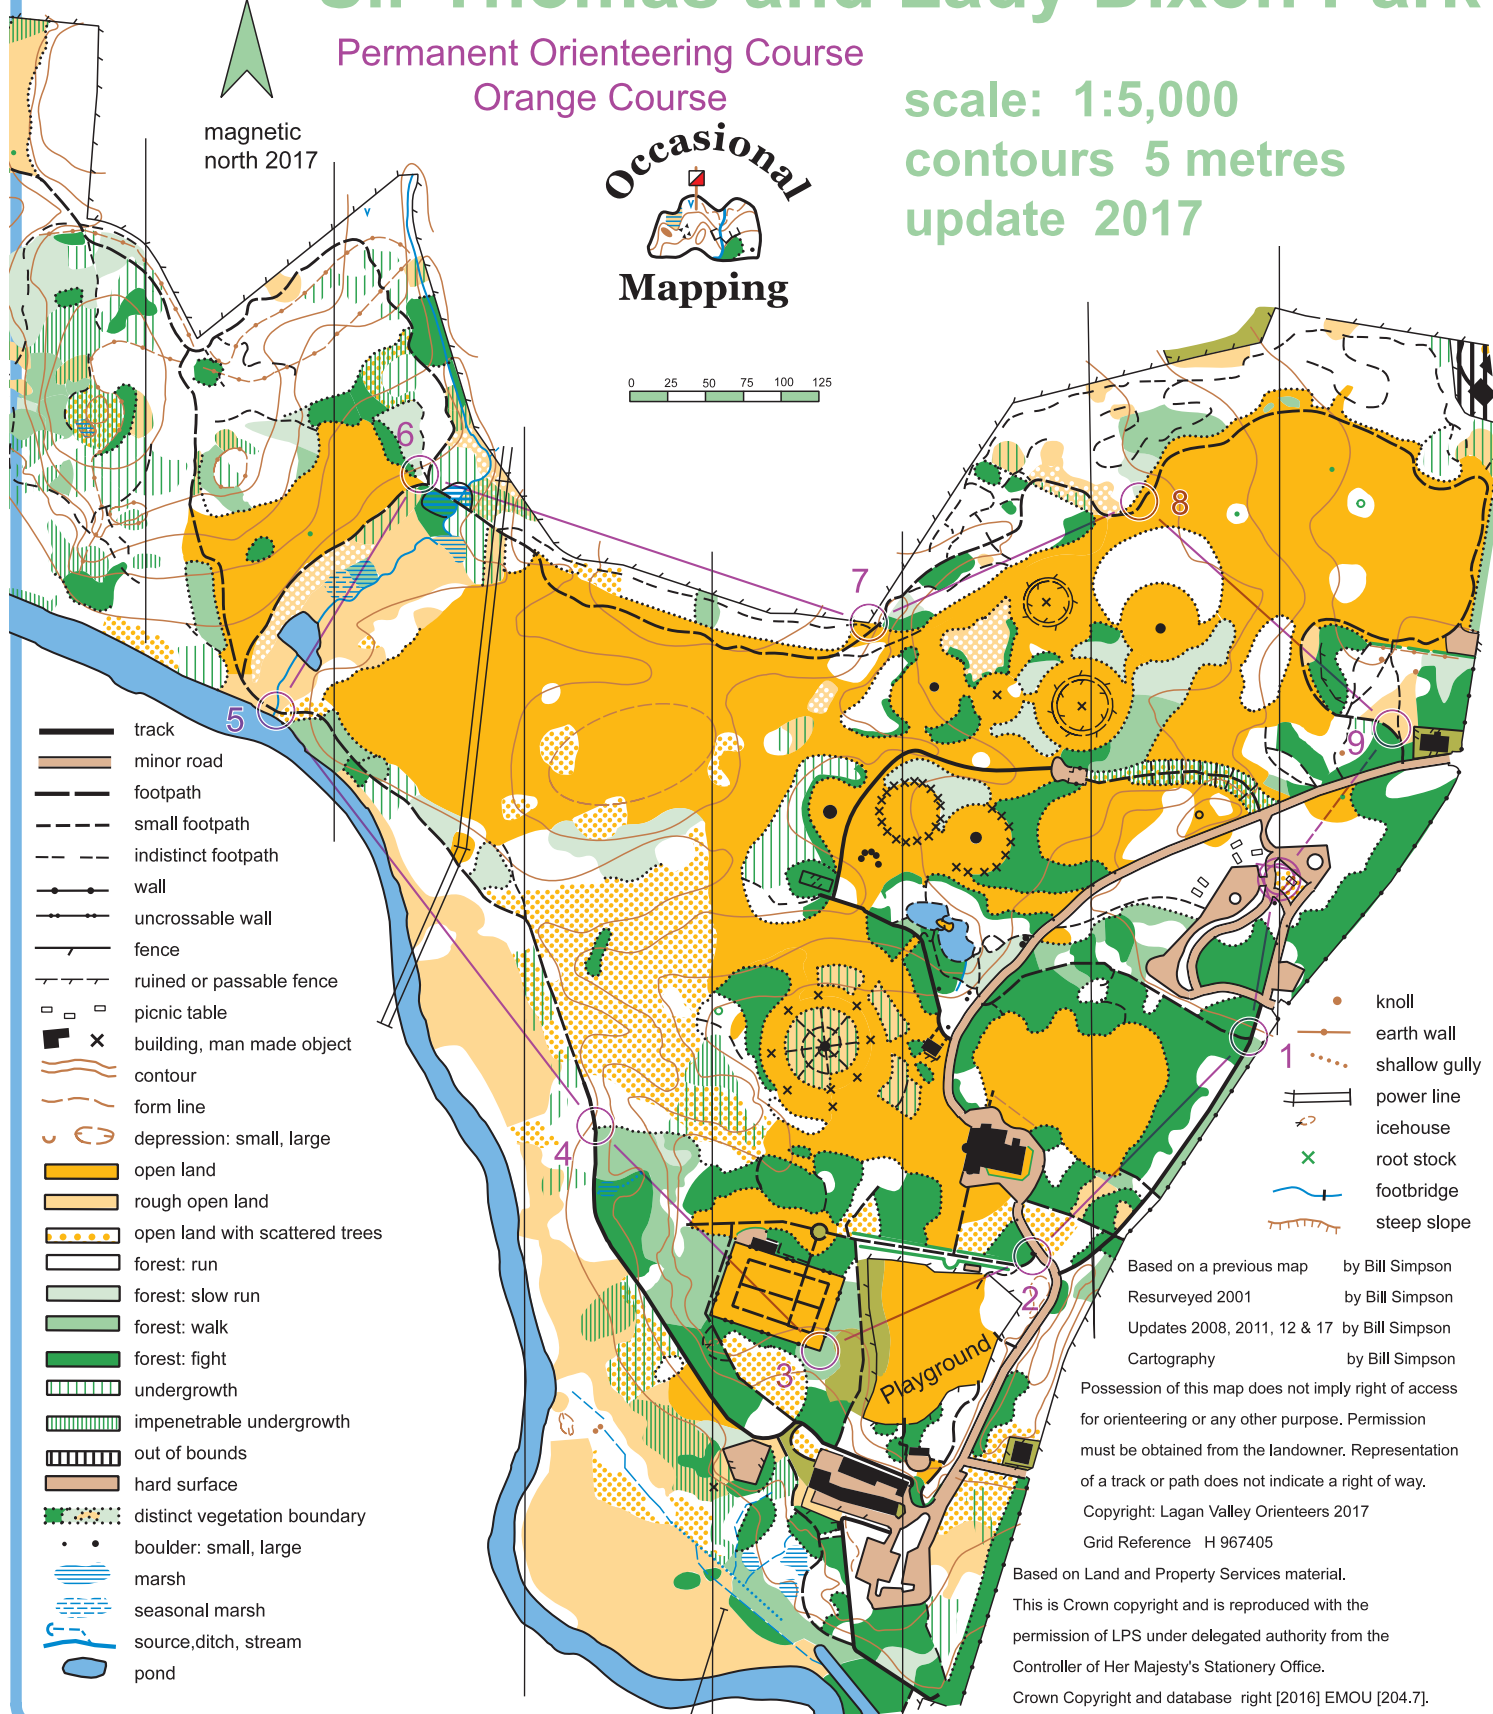 Sir Thomas and Lady Dixon Park
Permanent Orienteering Course
Orange Course
scale: 1:5,000
contours 5 metres
update 2017
magnetic
north 2017
Occasional
Mapping
0 25 50 75 100 125
6
8
7
5
9
1
4
2
3
Playground
track
minor road
footpath
small footpath
indistinct footpath
wall
uncrossable wall
fence
ruined or passable fence
picnic table
building, man made object
contour
form line
depression: small, large
open land
rough open land
open land with scattered trees
forest: run
forest: slow run
forest: walk
forest: fight
undergrowth
impenetrable undergrowth
out of bounds
hard surface
distinct vegetation boundary
boulder: small, large
marsh
seasonal marsh
source,ditch, stream
pond
knoll
earth wall
shallow gully
power line
icehouse
root stock
footbridge
steep slope
Based on a previous map by Bill Simpson
Resurveyed 2001 by Bill Simpson
Updates 2008, 2011, 12 & 17 by Bill Simpson
Cartography by Bill Simpson
Possession of this map does not imply right of access
for orienteering or any other purpose. Permission
must be obtained from the landowner. Representation
of a track or path does not indicate a right of way.
Copyright: Lagan Valley Orienteers 2017
Grid Reference H 967405
Based on Land and Property Services material.
This is Crown copyright and is reproduced with the
permission of LPS under delegated authority from the
Controller of Her Majesty's Stationery Office.
Crown Copyright and database right [2016] EMOU [204.7].